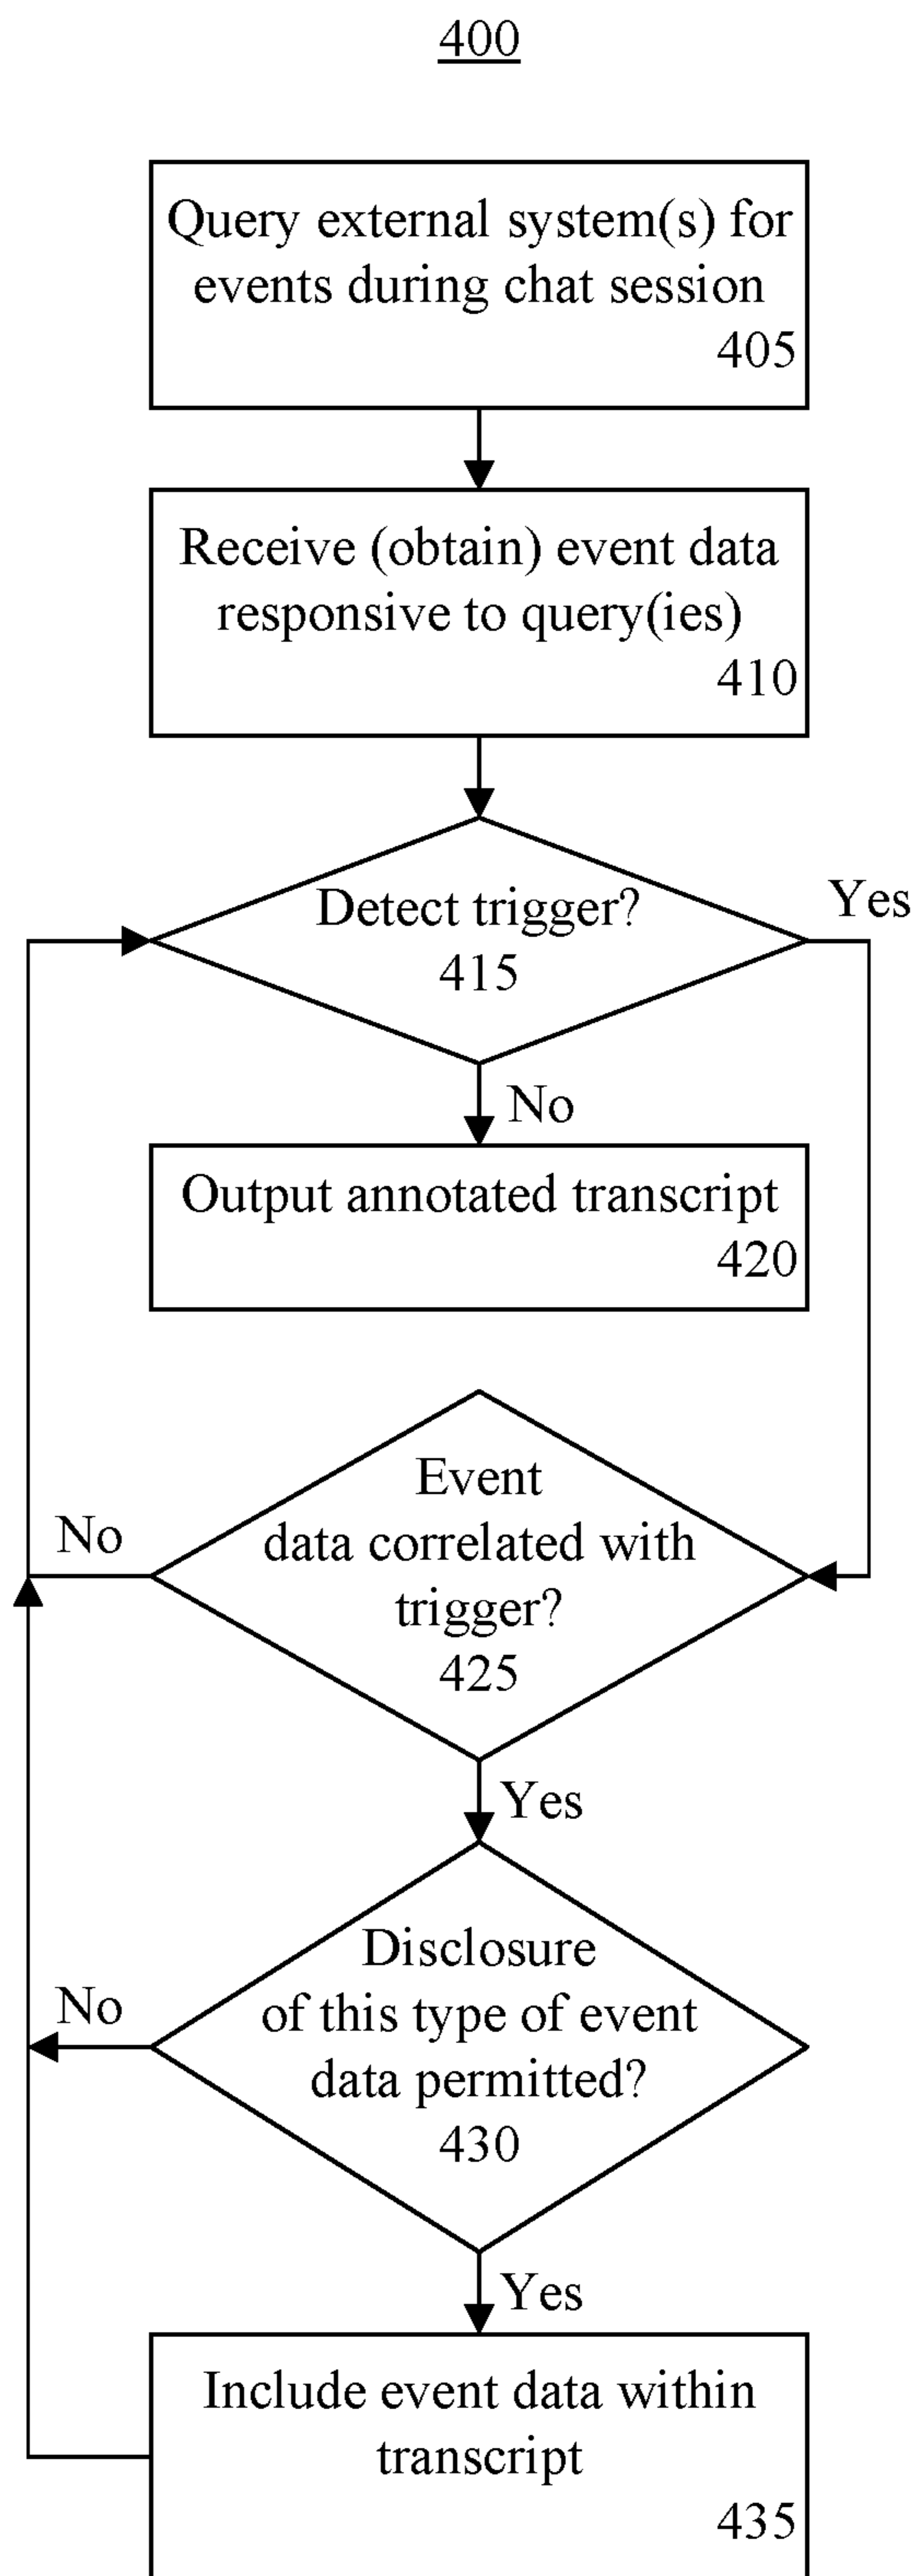 400
Query external system(s) for
events during chat session
405
Receive (obtain) event data
responsive to query(ies)
410
Detect trigger?
415
Yes
No
Output annotated transcript
420
Event
data correlated with
trigger?
425
No
Yes
Disclosure
of this type of event
data permitted?
430
No
Yes
Include event data within
transcript
435